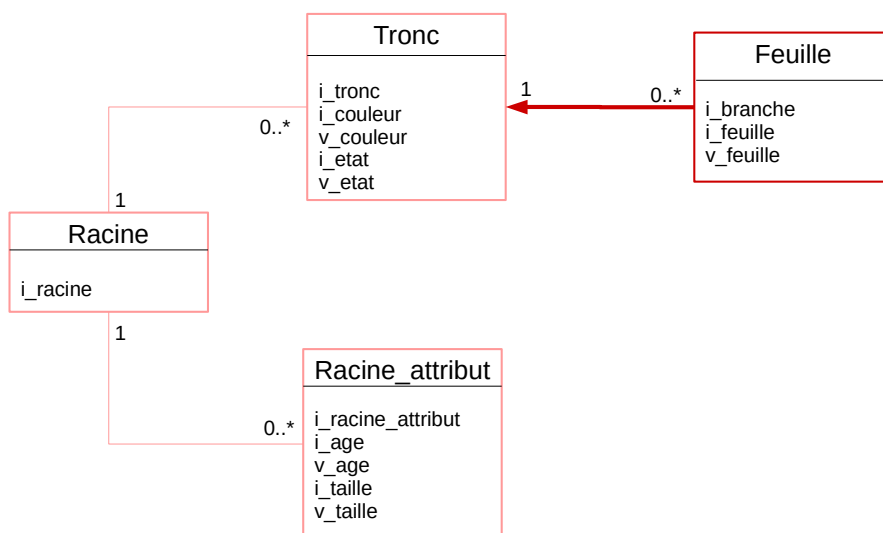 Tronc
i_tronc
i_couleur
v_couleur
i_etat
v_etat
Feuille
i_branche
i_feuille
v_feuille
1
0..*
0..*
1
Racine
i_racine
1
0..*
Racine_attribut
i_racine_attribut
i_age
v_age
i_taille
v_taille